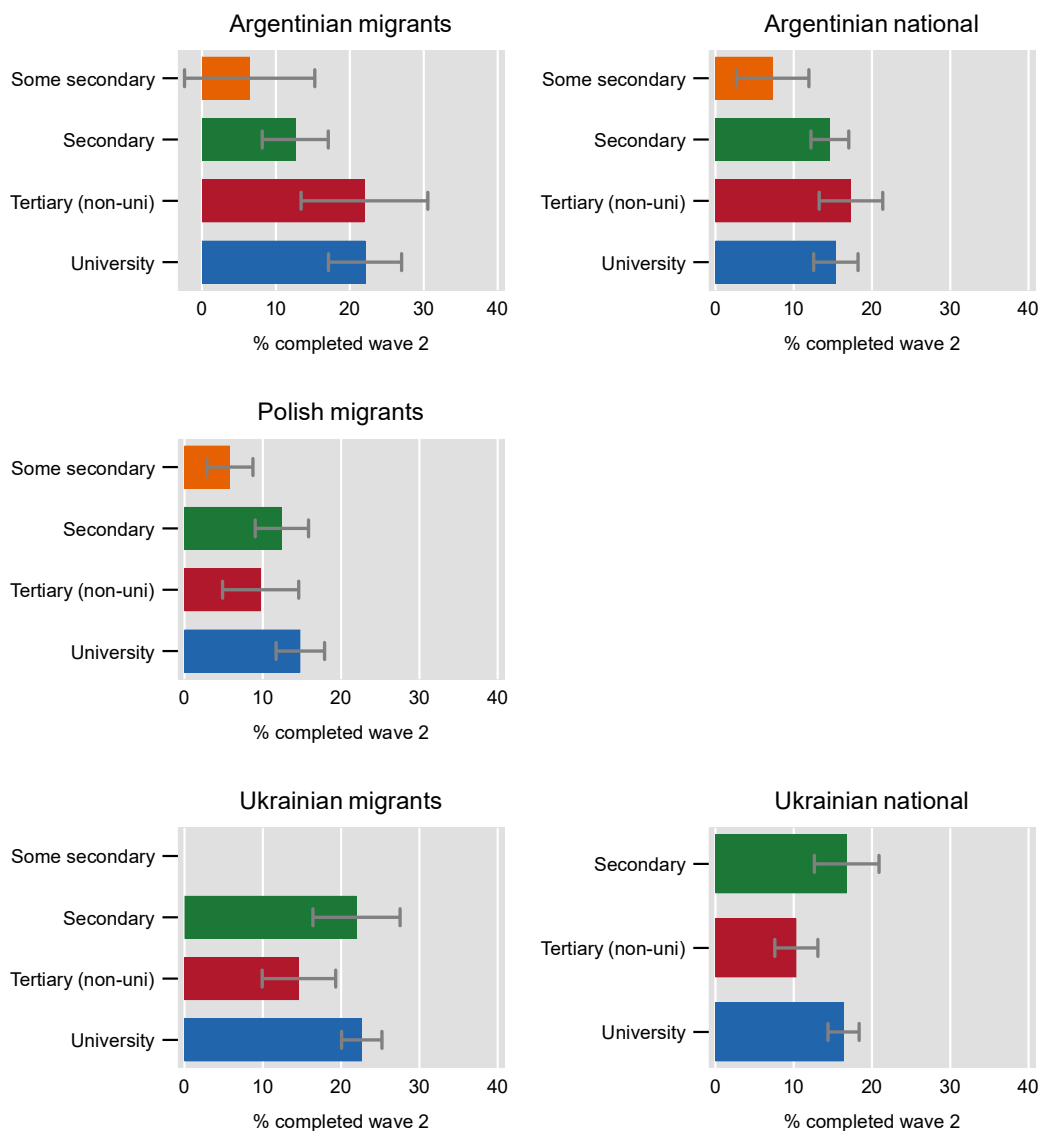 Argentinian migrants
Some secondary
Secondary
Tertiary (non-uni)
University
0 10 20 30 40
% completed wave 2
Argentinian national
Some secondary
Secondary
Tertiary (non-uni)
University
0 10 20 30 40
% completed wave 2
Polish migrants
Some secondary
Secondary
Tertiary (non-uni)
University
0 10 20 30 40
% completed wave 2
Ukrainian migrants
Some secondary
Secondary
Tertiary (non-uni)
University
0 10 20 30 40
% completed wave 2
Ukrainian national
Secondary
Tertiary (non-uni)
University
0 10 20 30 40
% completed wave 2